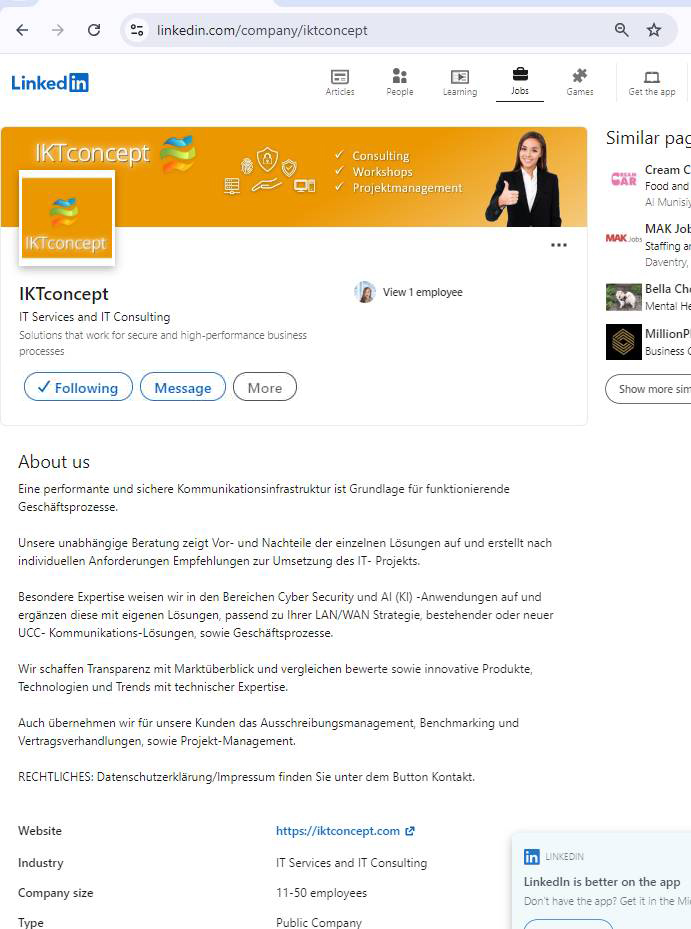 linkedin.com/company/iktconcept
Linkedin
Articles
People
Learning
Jobs
Games
Get the app
IKTconcept
✓ Consulting
✓ Workshops
✓ Projektmanagement
IKTconcept
IKTconcept
View 1 employee
IT Services and IT Consulting
Solutions that work for secure and high-performance business
processes
✓ Following
Message
More
About us
Eine performante und sichere Kommunikationsinfrastruktur ist Grundlage für funktionierende
Geschäftsprozesse.
Unsere unabhängige Beratung zeigt Vor- und Nachteile der einzelnen Lösungen auf und erstellt nach
individuellen Anforderungen Empfehlungen zur Umsetzung des IT- Projekts.
Besondere Expertise weisen wir in den Bereichen Cyber Security und AI (KI) -Anwendungen auf und
ergänzen diese mit eigenen Lösungen, passend zu Ihrer LAN/WAN Strategie, bestehender oder neuer
UCC- Kommunikations-Lösungen, sowie Geschäftsprozesse.
Wir schaffen Transparenz mit Marktüberblick und vergleichen bewerte sowie innovative Produkte,
Technologien und Trends mit technischer Expertise.
Auch übernehmen wir für unsere Kunden das Ausschreibungsmanagement, Benchmarking und
Vertragsverhandlungen, sowie Projekt-Management.
RECHTLICHES: Datenschutzerklärung/Impressum finden Sie unter dem Button Kontakt.
Website
https://iktconcept.com
Industry
IT Services and IT Consulting
Company size
11-50 employees
Type
Public Company
Similar pag
CREAM CAR
Cream C
Food and
Al Munisiy
MAK Jobs
MAK Job
Staffing an
Daventry,
Bella Che
Mental He
MillionPl
Business C
Show more sim
LINKEDIN
LinkedIn is better on the app
Don't have the app? Get it in the Mi